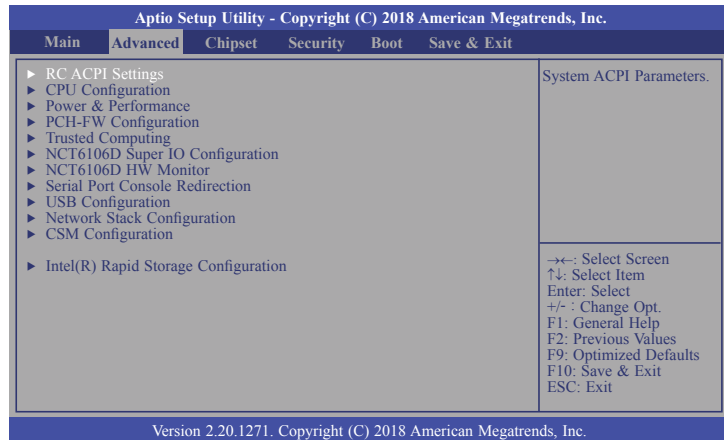 Aptio Setup Utility - Copyright (C) 2018 American Megatrends, Inc.
Main Advanced Chipset Security Boot Save & Exit
► RC ACPI Settings
► CPU Configuration
► Power & Performance
► PCH-FW Configuration
► Trusted Computing
► NCT6106D Super IO Configuration
► NCT6106D HW Monitor
► Serial Port Console Redirection
► USB Configuration
► Network Stack Configuration
► CSM Configuration
► Intel(R) Rapid Storage Configuration
System ACPI Parameters.
→←: Select Screen
↑↓: Select Item
Enter: Select
+/- : Change Opt.
F1: General Help
F2: Previous Values
F9: Optimized Defaults
F10: Save & Exit
ESC: Exit
Version 2.20.1271. Copyright (C) 2018 American Megatrends, Inc.